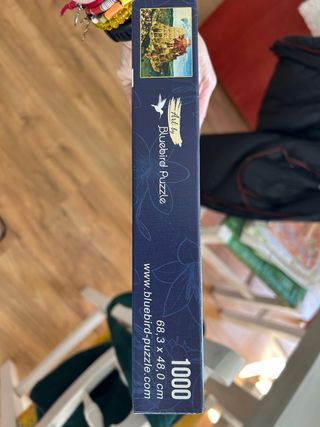 Art by
Bluebird Puzzle
1000
68,3 x 48,0 cm
www.bluebird-puzzle.com